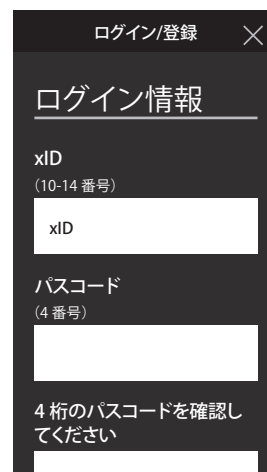 ログイン/登録
ログイン情報
xID
（10-14 番号）
xID
パスコード
（4 番号）
4 桁のパスコードを確認し
てください